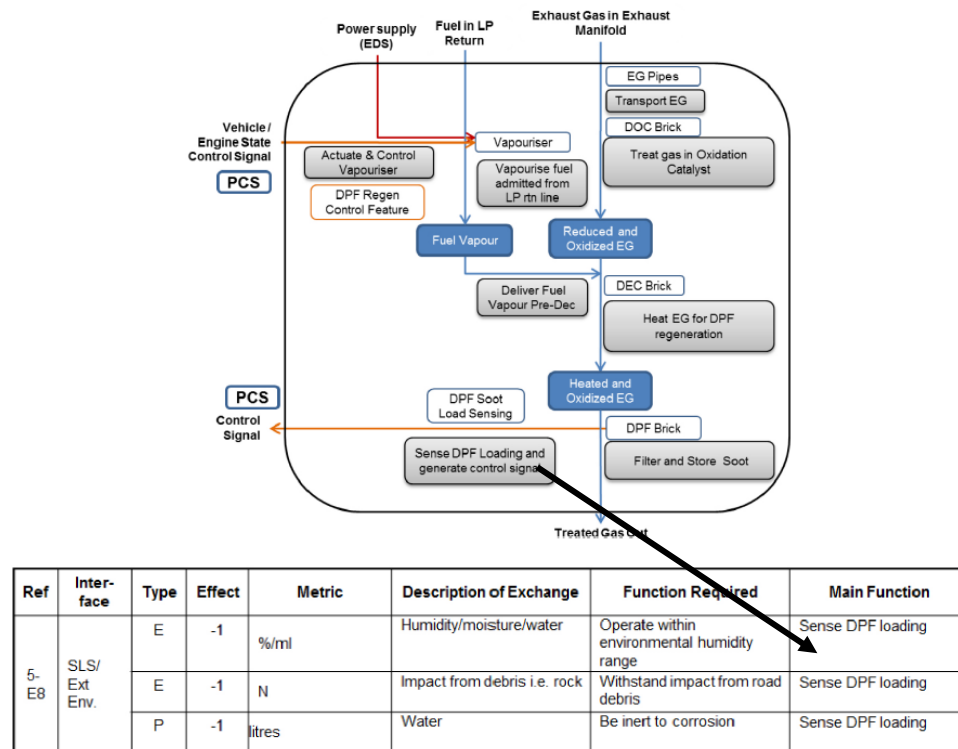 Power supply
(EDS)
Fuel in LP
Return
Exhaust Gas in Exhaust
Manifold
EG Pipes
Transport EG
DOC Brick
Treat gas in Oxidation
Catalyst
Vehicle /
Engine State
Control Signal
PCS
Actuate & Control
Vapouriser
DPF Regen
Control Feature
Vapouriser
Vapourise fuel
admitted from
LP rtn line
Fuel Vapour
Reduced and
Oxidized EG
Deliver Fuel
Vapour Pre-Dec
DEC Brick
Heat EG for DPF
regeneration
Heated and
Oxidized EG
PCS
Control
Signal
DPF Soot
Load Sensing
DPF Brick
Sense DPF Loading and
generate control signal
Filter and Store Soot
Treated Gas Out
Ref Inter-face Type Effect Metric Description of Exchange Function Required Main Function
5-E8 SLS/ Ext Env. E -1 %/ml Humidity/moisture/water Operate within environmental humidity range Sense DPF loading
E -1 N Impact from debris i.e. rock Withstand impact from road debris Sense DPF loading
P -1 litres Water Be inert to corrosion Sense DPF loading